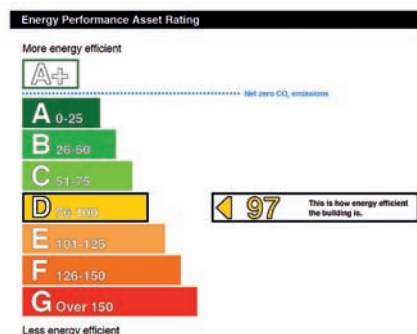 Energy Performance Asset Rating
More energy efficient
A+
Net zero CO₂ emissions
A 0-25
B 26-50
C 51-75
D 76-100
97
This is how energy efficient
the building is.
E 101-125
F 126-150
G Over 150
Less energy efficient